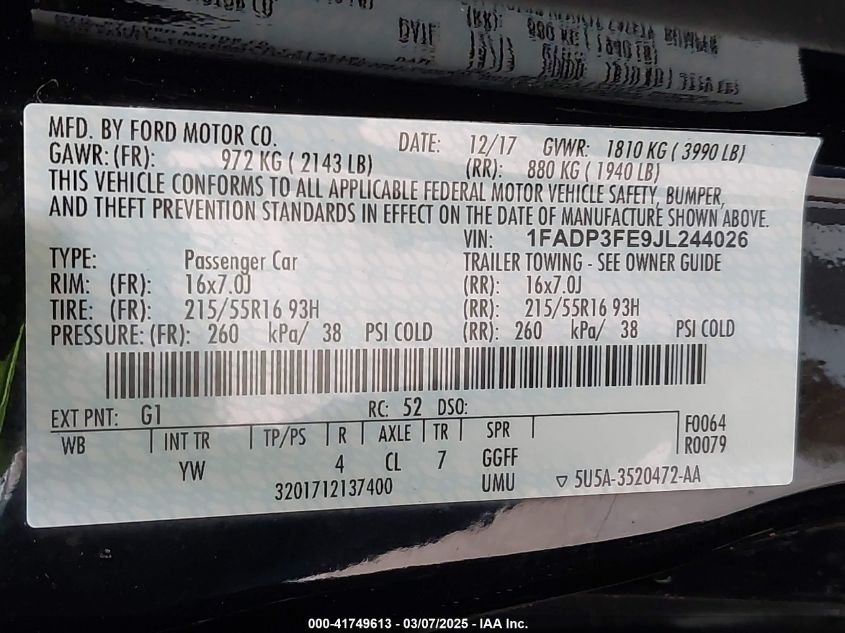 MFD. BY FORD MOTOR CO. DATE: 12/17 GVWR: 1810 KG ( 3990 LB)
GAWR: (FR): 972 KG ( 2143 LB) (RR): 880 KG ( 1940 LB)
THIS VEHICLE CONFORMS TO ALL APPLICABLE FEDERAL MOTOR VEHICLE SAFETY, BUMPER,
AND THEFT PREVENTION STANDARDS IN EFFECT ON THE DATE OF MANUFACTURE SHOWN ABOVE.
VIN: 1FADP3FE9JL244026
TYPE: Passenger Car TRAILER TOWING - SEE OWNER GUIDE
RIM: (FR): 16x7.0J (RR): 16x7.0J
TIRE: (FR): 215/55R16 93H (RR): 215/55R16 93H
PRESSURE: (FR): 260 kPa/ 38 PSI COLD (RR): 260 kPa/ 38 PSI COLD
EXT PNT: G1 RC: 52 DSO:
WB INT TR TP/PS R AXLE TR SPR F0064
R0079
YW 4 CL 7 GGFF
3201712137400 UMU ▽ 5U5A-3520472-AA
000-41749613 - 03/07/2025 - IAA Inc.